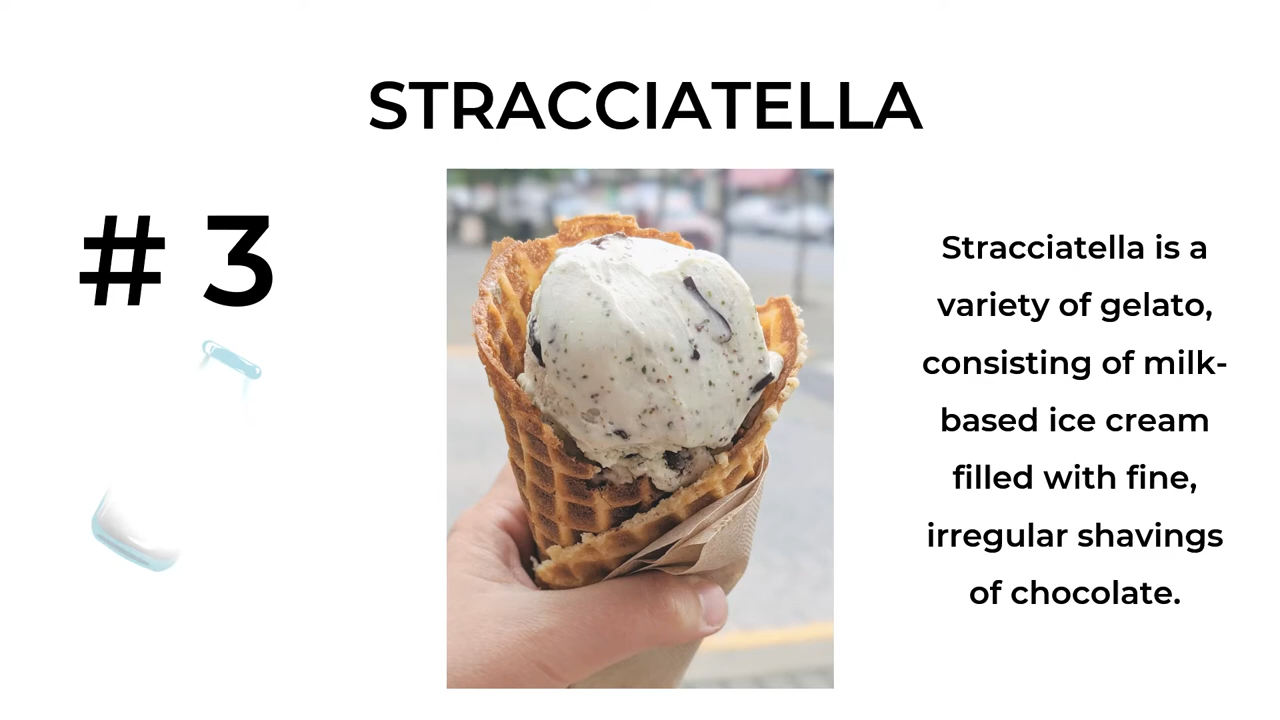 STRACCIATELLA
# 3
Stracciatella is a
variety of gelato,
consisting of milk-
based ice cream
filled with fine,
irregular shavings
of chocolate.